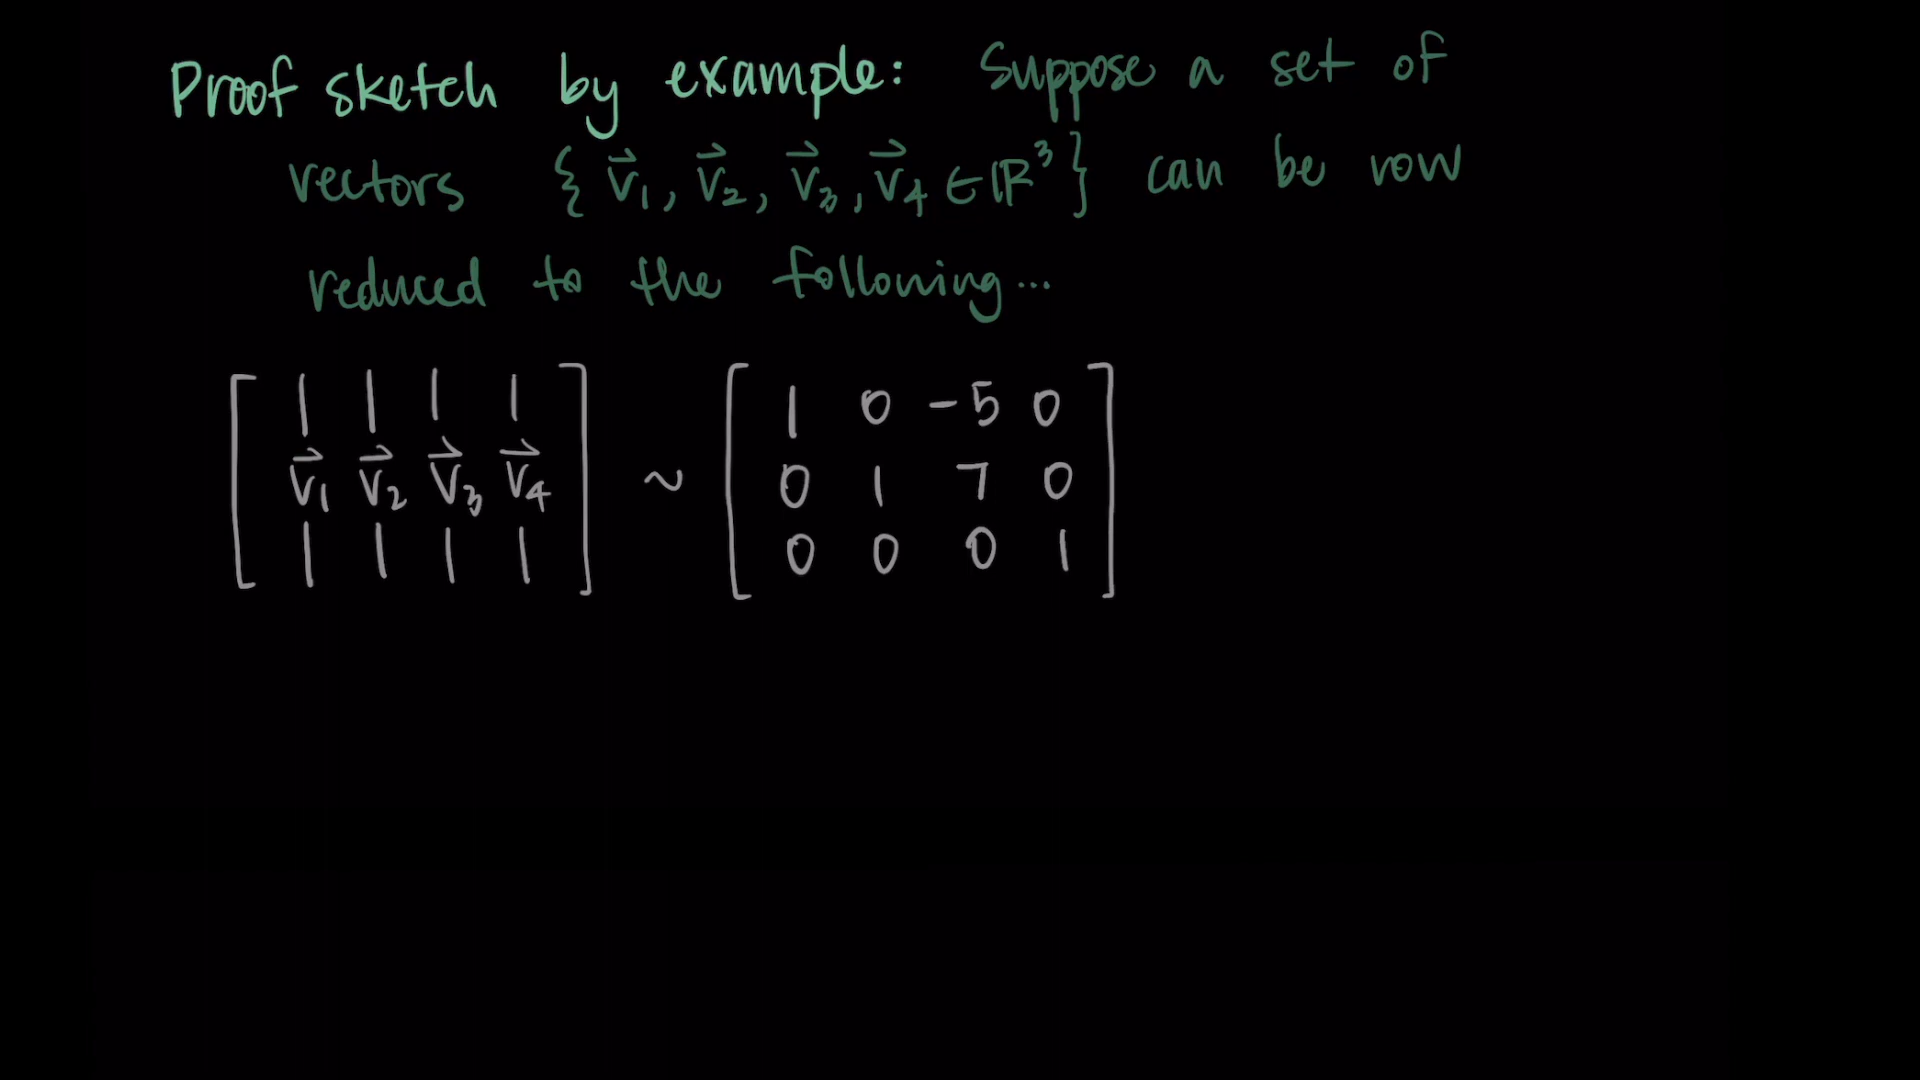 Proof sketch by example: Suppose a set of
vectors { v⃗₁, v⃗₂, v⃗₃, v⃗₄ ∈ ℝ³ } can be row
reduced to the following...
[ | | | | ] [ 1 0 -5 0 ]
[ v⃗₁ v⃗₂ v⃗₃ v⃗₄ ] ~ [ 0 1 7 0 ]
[ | | | | ] [ 0 0 0 1 ]